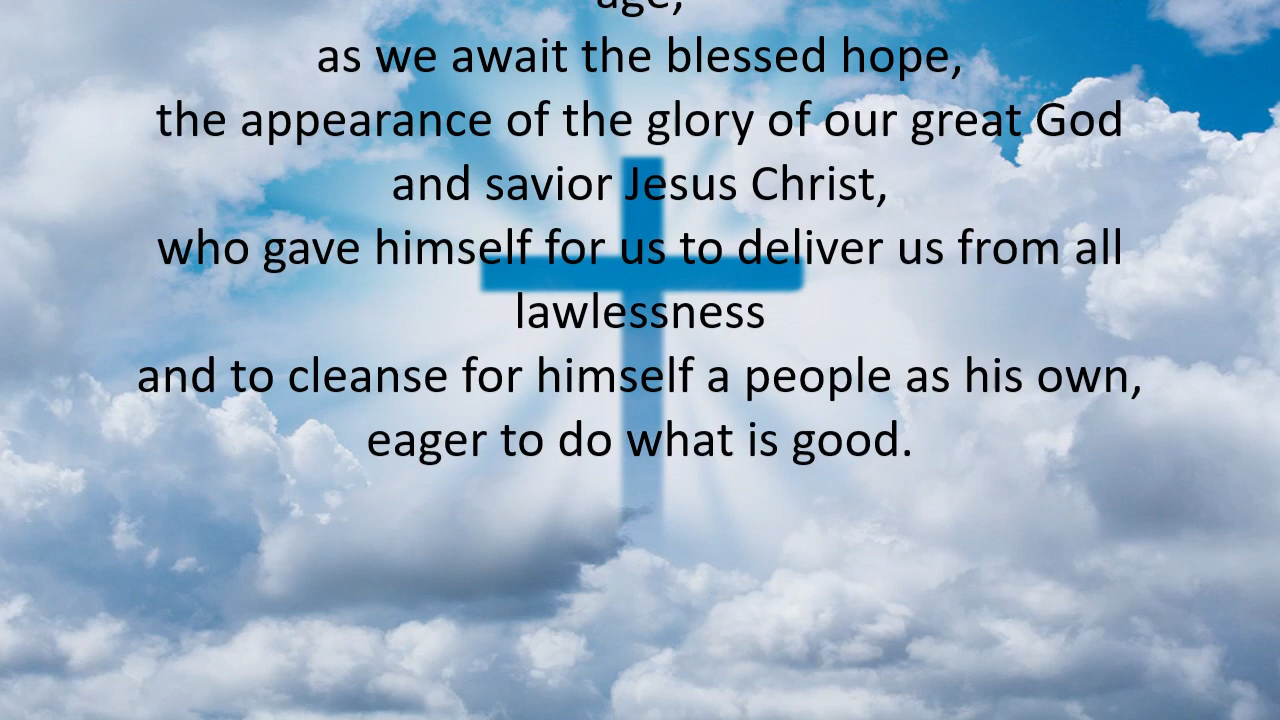 age,
as we await the blessed hope,
the appearance of the glory of our great God
and savior Jesus Christ,
who gave himself for us to deliver us from all
lawlessness
and to cleanse for himself a people as his own,
eager to do what is good.